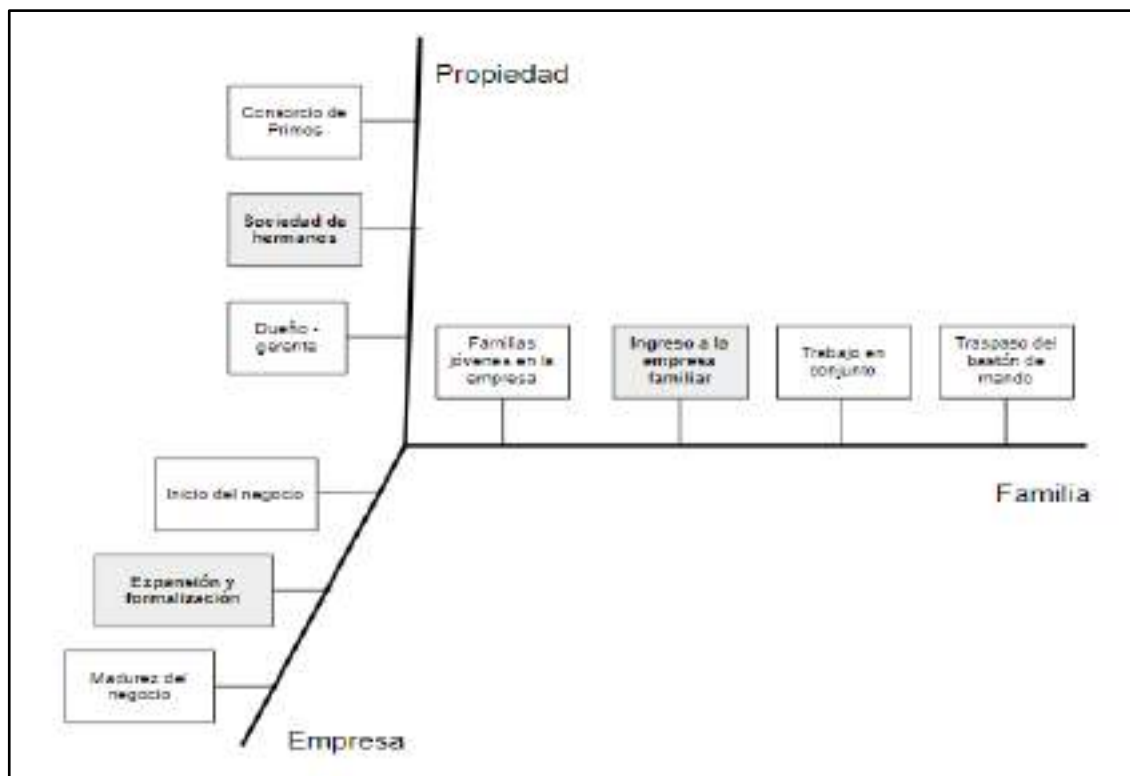 Propiedad
Consorcio de
Primos
Sociedad de
hermanos
Dueño -
gerente
Familias
jóvenes en la
empresa
Ingreso a la
empresa
familiar
Trabajo en
conjunto
Traspaso del
bastón de
mando
Familia
Inicio del negocio
Expansión y
formalización
Madurez del
negocio
Empresa